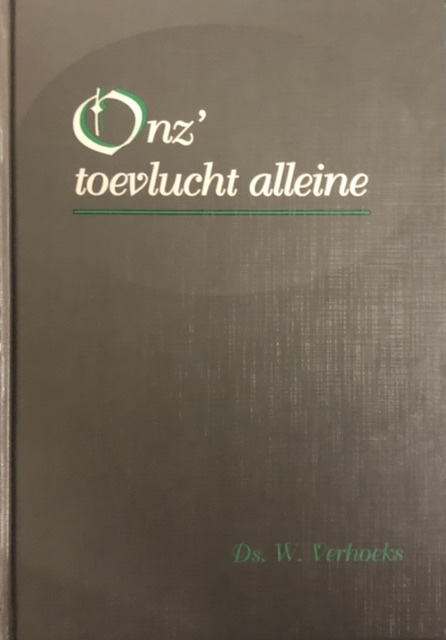 Onz'
toevlucht alleine
Ds. W. Verhoeks